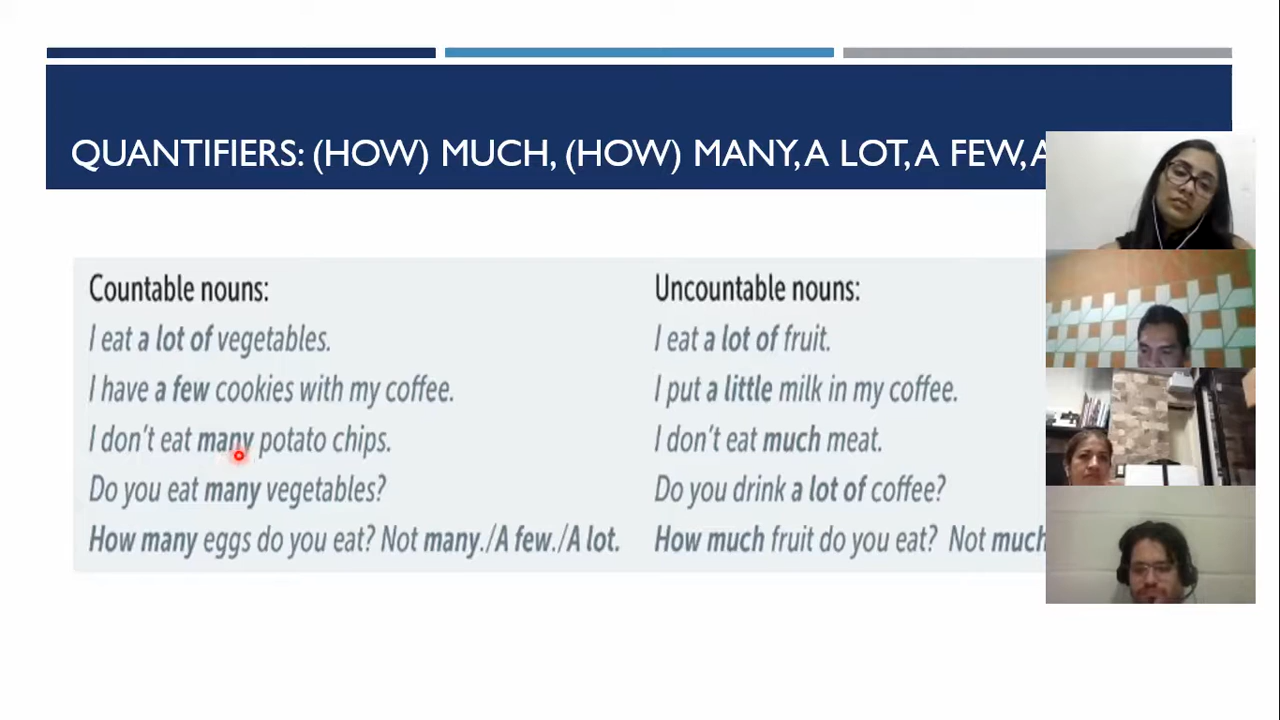 QUANTIFIERS: (HOW) MUCH, (HOW) MANY, A LOT, A FEW, A
Countable nouns:
I eat a lot of vegetables.
I have a few cookies with my coffee.
I don't eat many potato chips.
Do you eat many vegetables?
How many eggs do you eat? Not many./A few./A lot.
Uncountable nouns:
I eat a lot of fruit.
I put a little milk in my coffee.
I don't eat much meat.
Do you drink a lot of coffee?
How much fruit do you eat? Not much